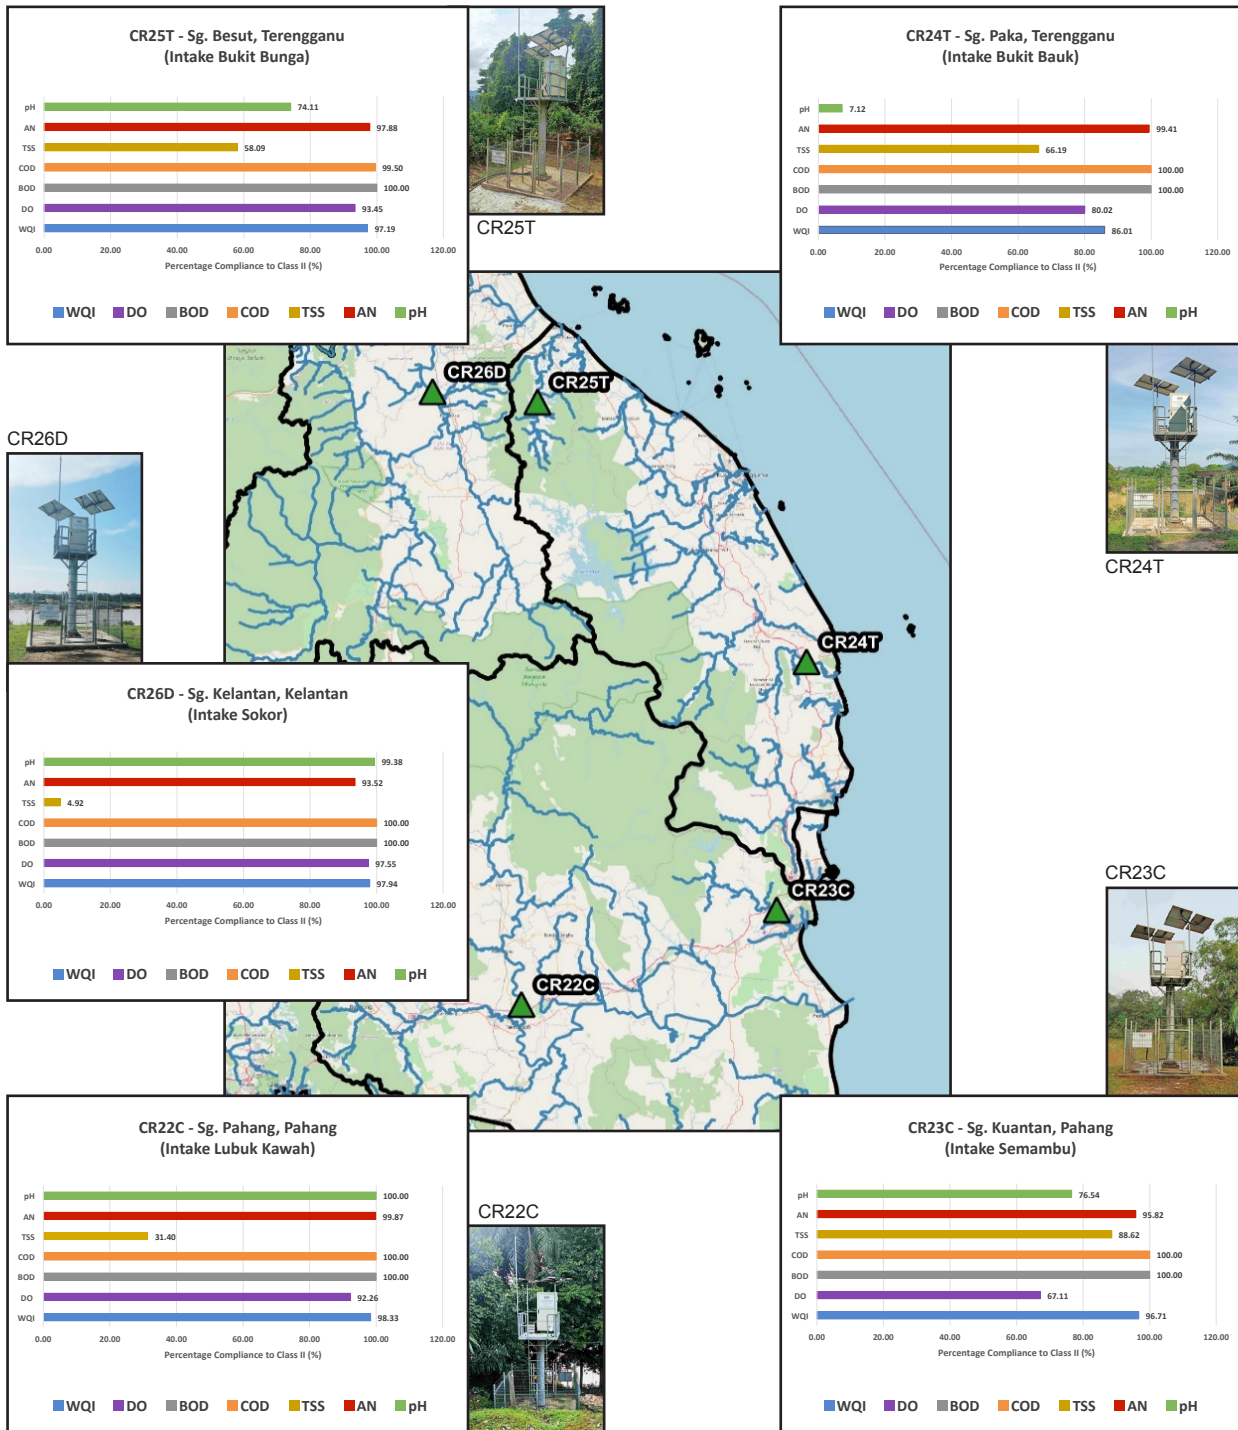 CR25T - Sg. Besut, Terengganu
(Intake Bukit Bunga)
pH 74.11
AN 97.88
TSS 58.09
COD 99.50
BOD 100.00
DO 93.45
WQI 97.19
0.00 20.00 40.00 60.00 80.00 100.00 120.00
Percentage Compliance to Class II (%)
WQI DO BOD COD TSS AN pH
CR25T
CR24T - Sg. Paka, Terengganu
(Intake Bukit Bauk)
pH 7.12
AN 99.41
TSS 66.19
COD 100.00
BOD 100.00
DO 80.02
WQI 86.01
0.00 20.00 40.00 60.00 80.00 100.00 120.00
Percentage Compliance to Class II (%)
WQI DO BOD COD TSS AN pH
CR24T
CR26D
CR25T
CR24T
CR23C
CR22C
CR26D
CR26D - Sg. Kelantan, Kelantan
(Intake Sokor)
pH 99.38
AN 93.52
TSS 4.92
COD 100.00
BOD 100.00
DO 97.55
WQI 97.94
0.00 20.00 40.00 60.00 80.00 100.00 120.00
Percentage Compliance to Class II (%)
WQI DO BOD COD TSS AN pH
CR23C
CR22C - Sg. Pahang, Pahang
(Intake Lubuk Kawah)
pH 100.00
AN 99.87
TSS 31.40
COD 100.00
BOD 100.00
DO 92.26
WQI 98.33
0.00 20.00 40.00 60.00 80.00 100.00 120.00
Percentage Compliance to Class II (%)
WQI DO BOD COD TSS AN pH
CR22C
CR23C - Sg. Kuantan, Pahang
(Intake Semambu)
pH 76.54
AN 95.82
TSS 88.62
COD 100.00
BOD 100.00
DO 67.11
WQI 96.71
0.00 20.00 40.00 60.00 80.00 100.00 120.00
Percentage Compliance to Class II (%)
WQI DO BOD COD TSS AN pH